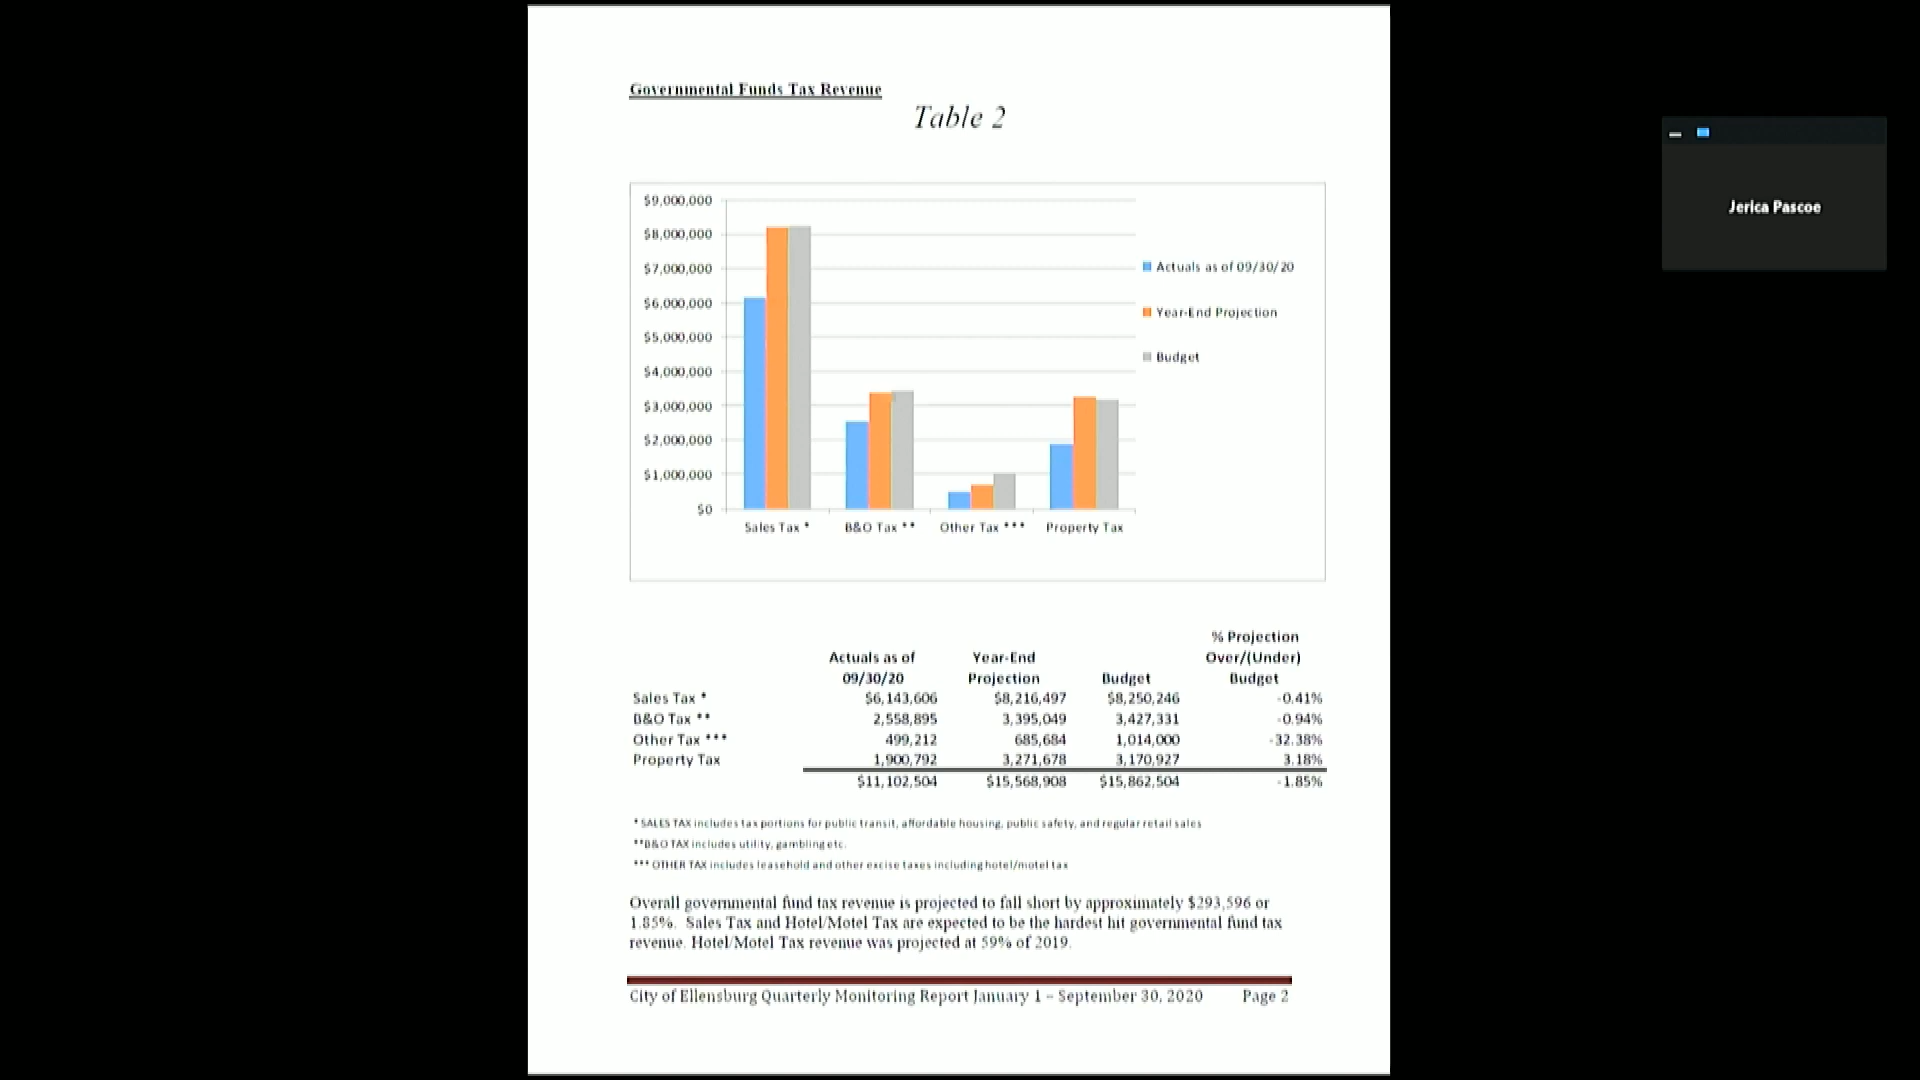 Governmental Funds Tax Revenue
Table 2
$9,000,000
$8,000,000
$7,000,000
$6,000,000
$5,000,000
$4,000,000
$3,000,000
$2,000,000
$1,000,000
$0
Sales Tax * B&O Tax ** Other Tax *** Property Tax
Actuals as of 09/30/20
Year-End Projection
Budget
Jerica Pascoe
% Projection
Actuals as of Year-End Over/(Under)
09/30/20 Projection Budget Budget
Sales Tax * $6,143,606 $8,216,497 $8,250,246 -0.41%
B&O Tax ** 2,558,895 3,395,049 3,427,331 -0.94%
Other Tax *** 499,212 685,684 1,014,000 -32.38%
Property Tax 1,900,792 3,271,678 3,170,927 3.18%
$11,102,504 $15,568,908 $15,862,504 -1.85%
* SALES TAX includes tax portions for public transit, affordable housing, public safety, and regular retail sales
**B&O TAX includes utility, gambling etc.
*** OTHER TAX includes leasehold and other excise taxes including hotel/motel tax
Overall governmental fund tax revenue is projected to fall short by approximately $293,596 or
1.85%. Sales Tax and Hotel/Motel Tax are expected to be the hardest hit governmental fund tax
revenue. Hotel/Motel Tax revenue was projected at 59% of 2019.
City of Ellensburg Quarterly Monitoring Report January 1 – September 30, 2020 Page 2